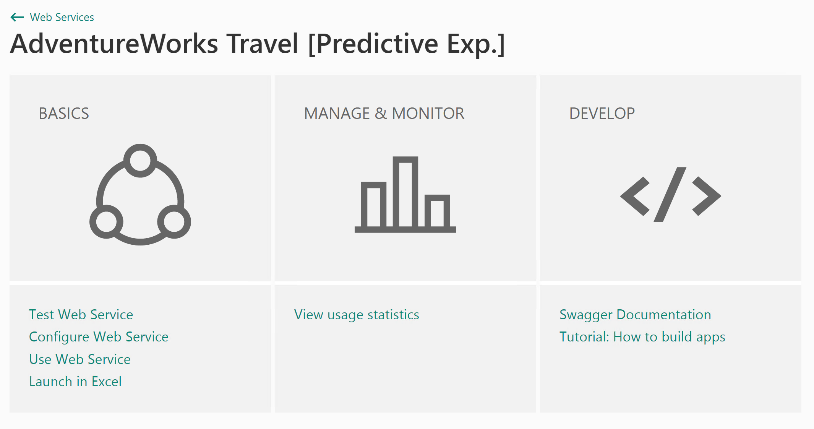 Web Services
AdventureWorks Travel [Predictive Exp.]
BASICS
MANAGE & MONITOR
DEVELOP
Test Web Service
Configure Web Service
Use Web Service
Launch in Excel
View usage statistics
Swagger Documentation
Tutorial: How to build apps